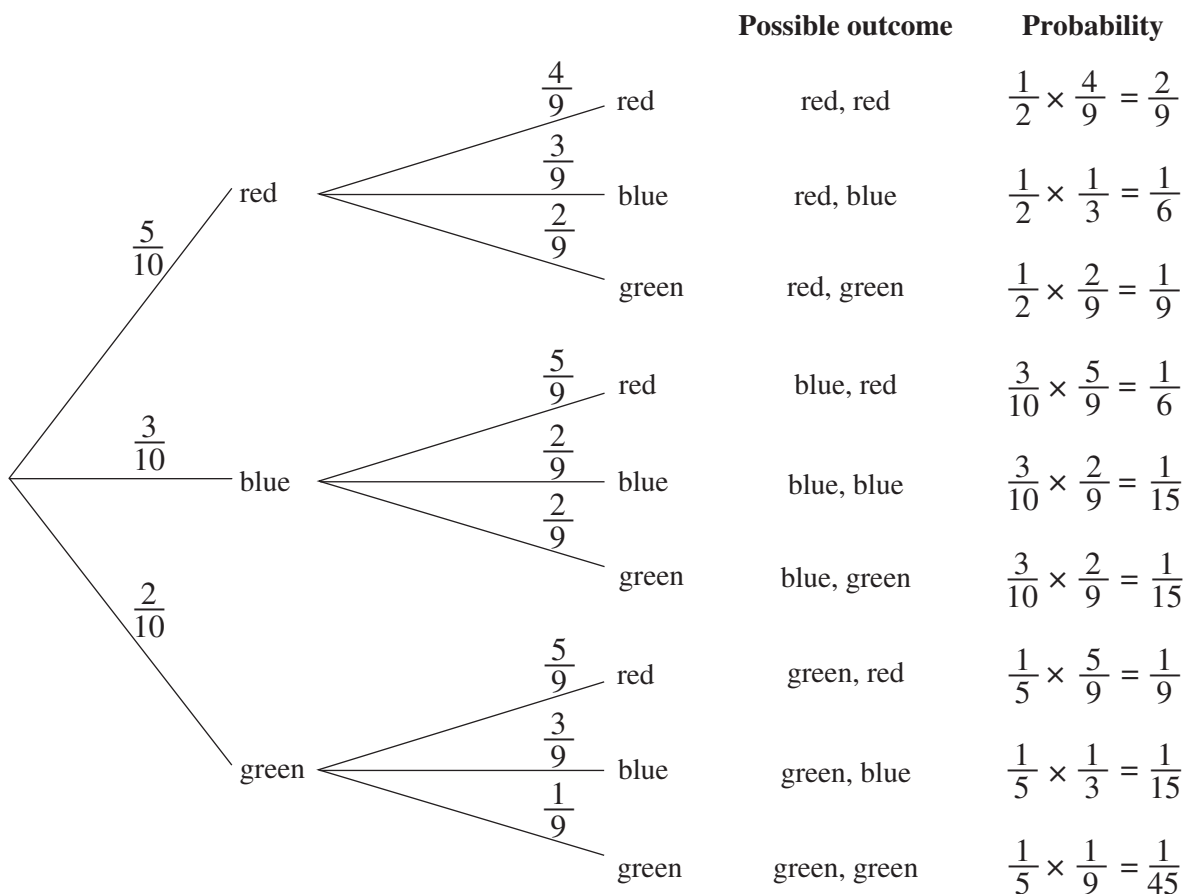 Possible outcome Probability
4/9 red red, red 1/2 × 4/9 = 2/9
3/9 blue red, blue 1/2 × 1/3 = 1/6
2/9 green red, green 1/2 × 2/9 = 1/9
5/10 red
5/9 red blue, red 3/10 × 5/9 = 1/6
2/9 blue blue, blue 3/10 × 2/9 = 1/15
2/9 green blue, green 3/10 × 2/9 = 1/15
3/10 blue
5/9 red green, red 1/5 × 5/9 = 1/9
3/9 blue green, blue 1/5 × 1/3 = 1/15
1/9 green green, green 1/5 × 1/9 = 1/45
2/10 green